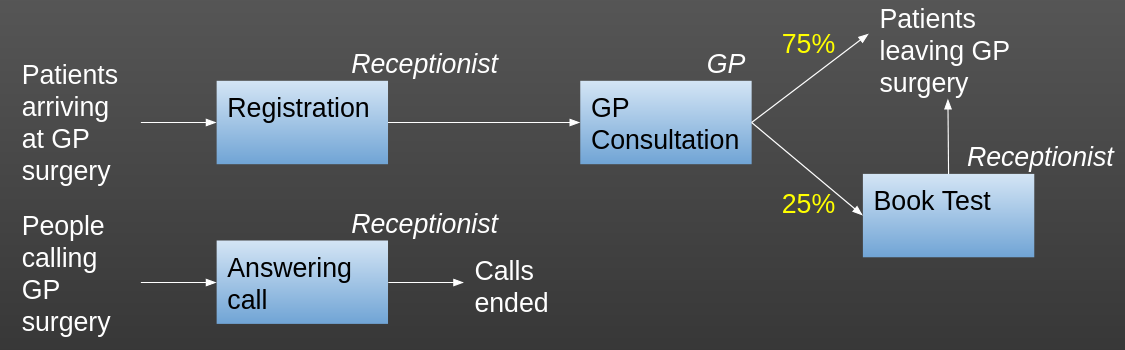 Patients
arriving
at GP
surgery
Receptionist
Registration
GP
GP
Consultation
75%
25%
Patients
leaving GP
surgery
Receptionist
Book Test
People
calling
GP
surgery
Receptionist
Answering
call
Calls
ended